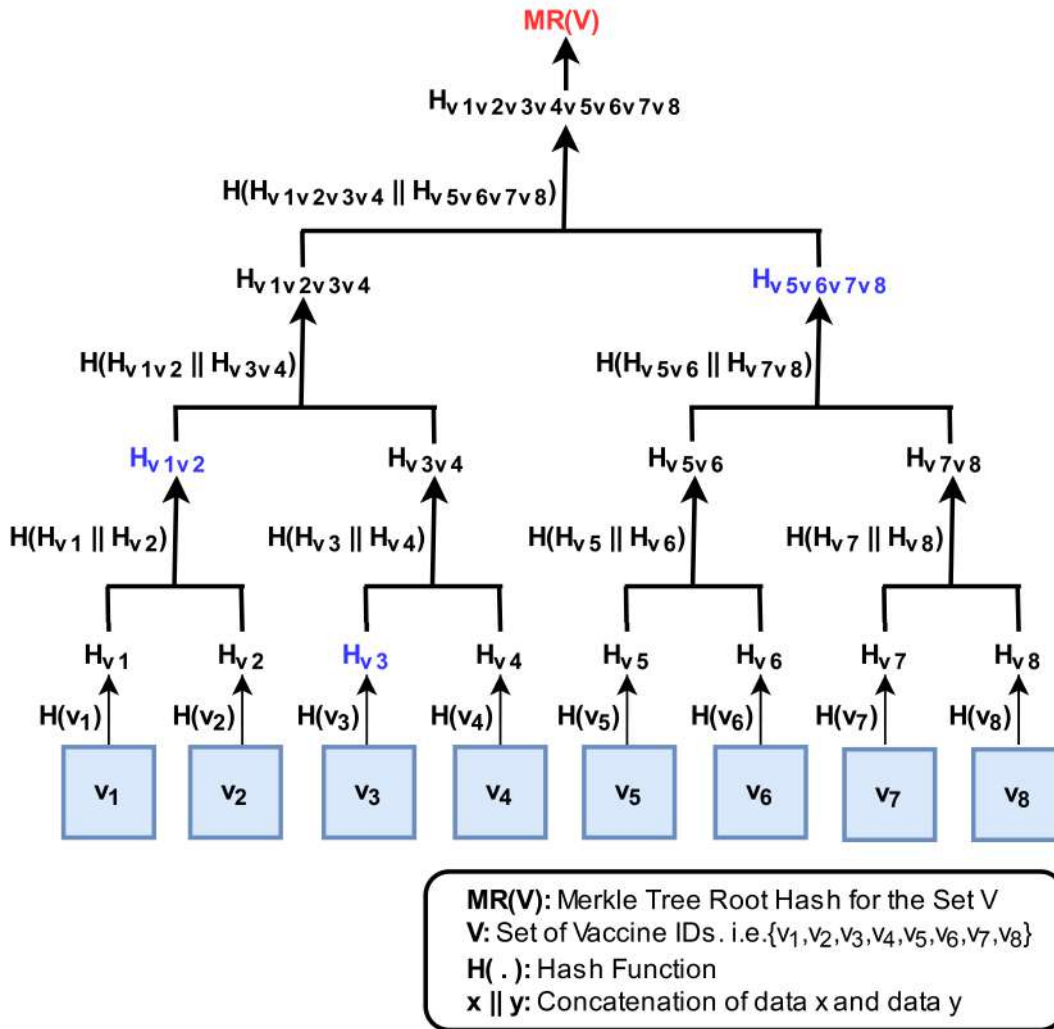 MR(V)
Hv1v2v3v4v5v6v7v8
H(Hv1v2v3v4 || Hv5v6v7v8)
Hv1v2v3v4 Hv5v6v7v8
H(Hv1v2 || Hv3v4) H(Hv5v6 || Hv7v8)
Hv1v2 Hv3v4 Hv5v6 Hv7v8
H(Hv1 || Hv2) H(Hv3 || Hv4) H(Hv5 || Hv6) H(Hv7 || Hv8)
Hv1 Hv2 Hv3 Hv4 Hv5 Hv6 Hv7 Hv8
H(v1) H(v2) H(v3) H(v4) H(v5) H(v6) H(v7) H(v8)
v1 v2 v3 v4 v5 v6 v7 v8
MR(V): Merkle Tree Root Hash for the Set V
V: Set of Vaccine IDs. i.e.{v1,v2,v3,v4,v5,v6,v7,v8}
H( . ): Hash Function
x || y: Concatenation of data x and data y